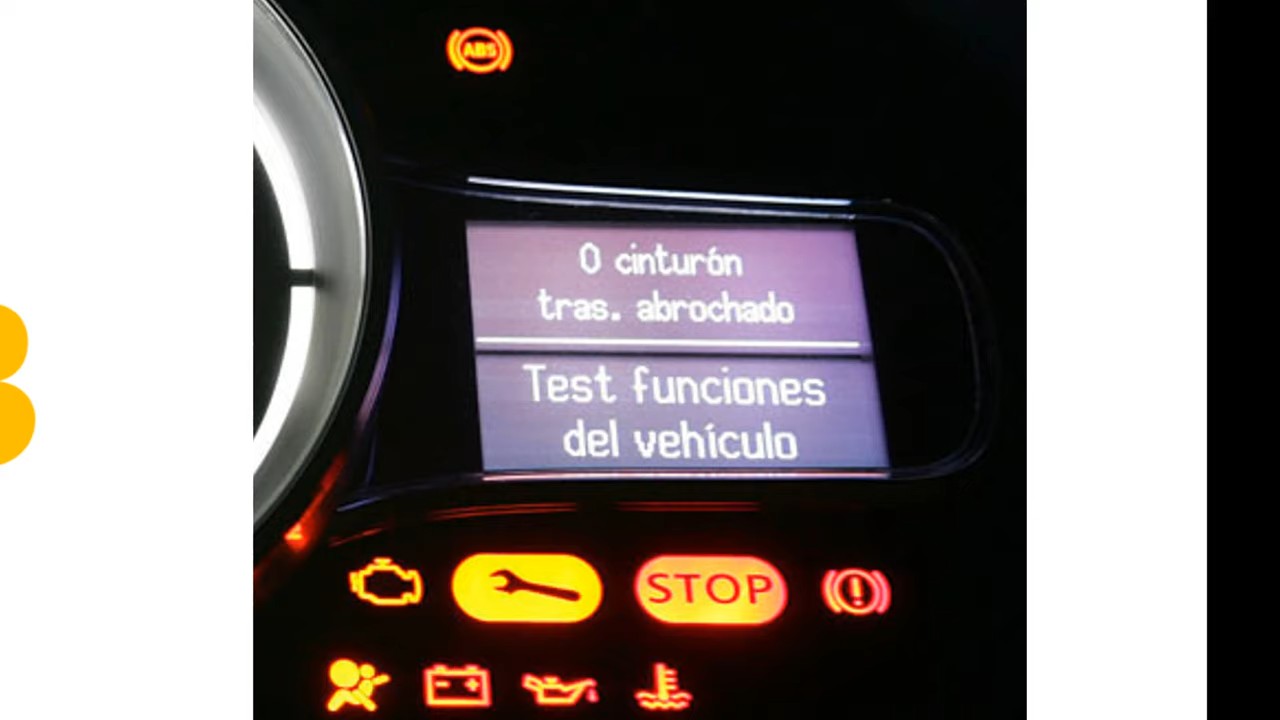 ABS
0 cinturón
tras. abrochado
Test funciones
del vehículo
STOP